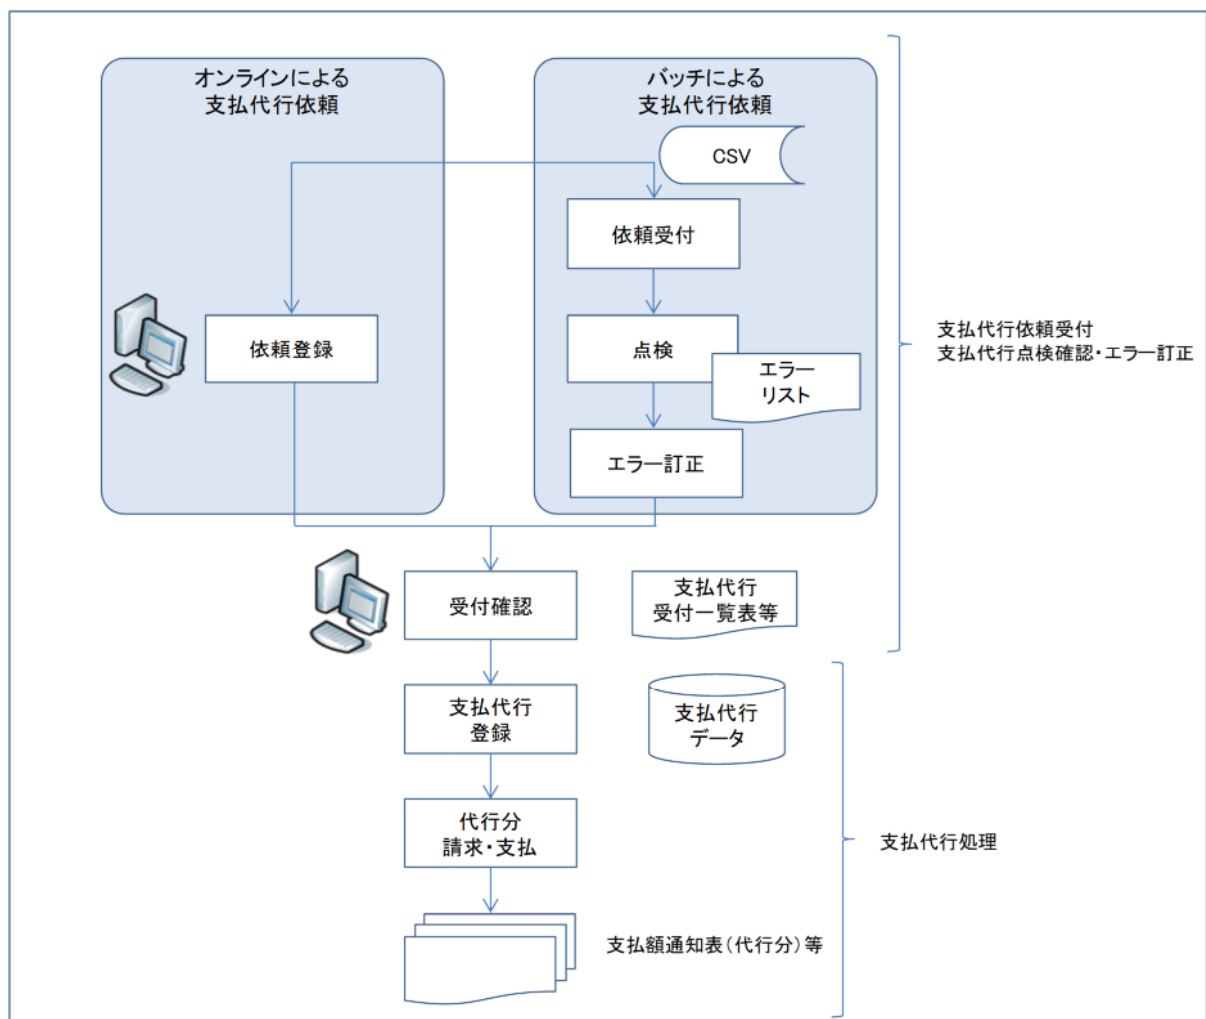 オンラインによる
支払代行依頼
バッチによる
支払代行依頼
CSV
依頼受付
依頼登録
点検
エラー
リスト
エラー訂正
支払代行依頼受付
支払代行点検確認・エラー訂正
受付確認
支払代行
受付一覧表等
支払代行
登録
支払代行
データ
代行分
請求・支払
支払代行処理
支払額通知表(代行分)等